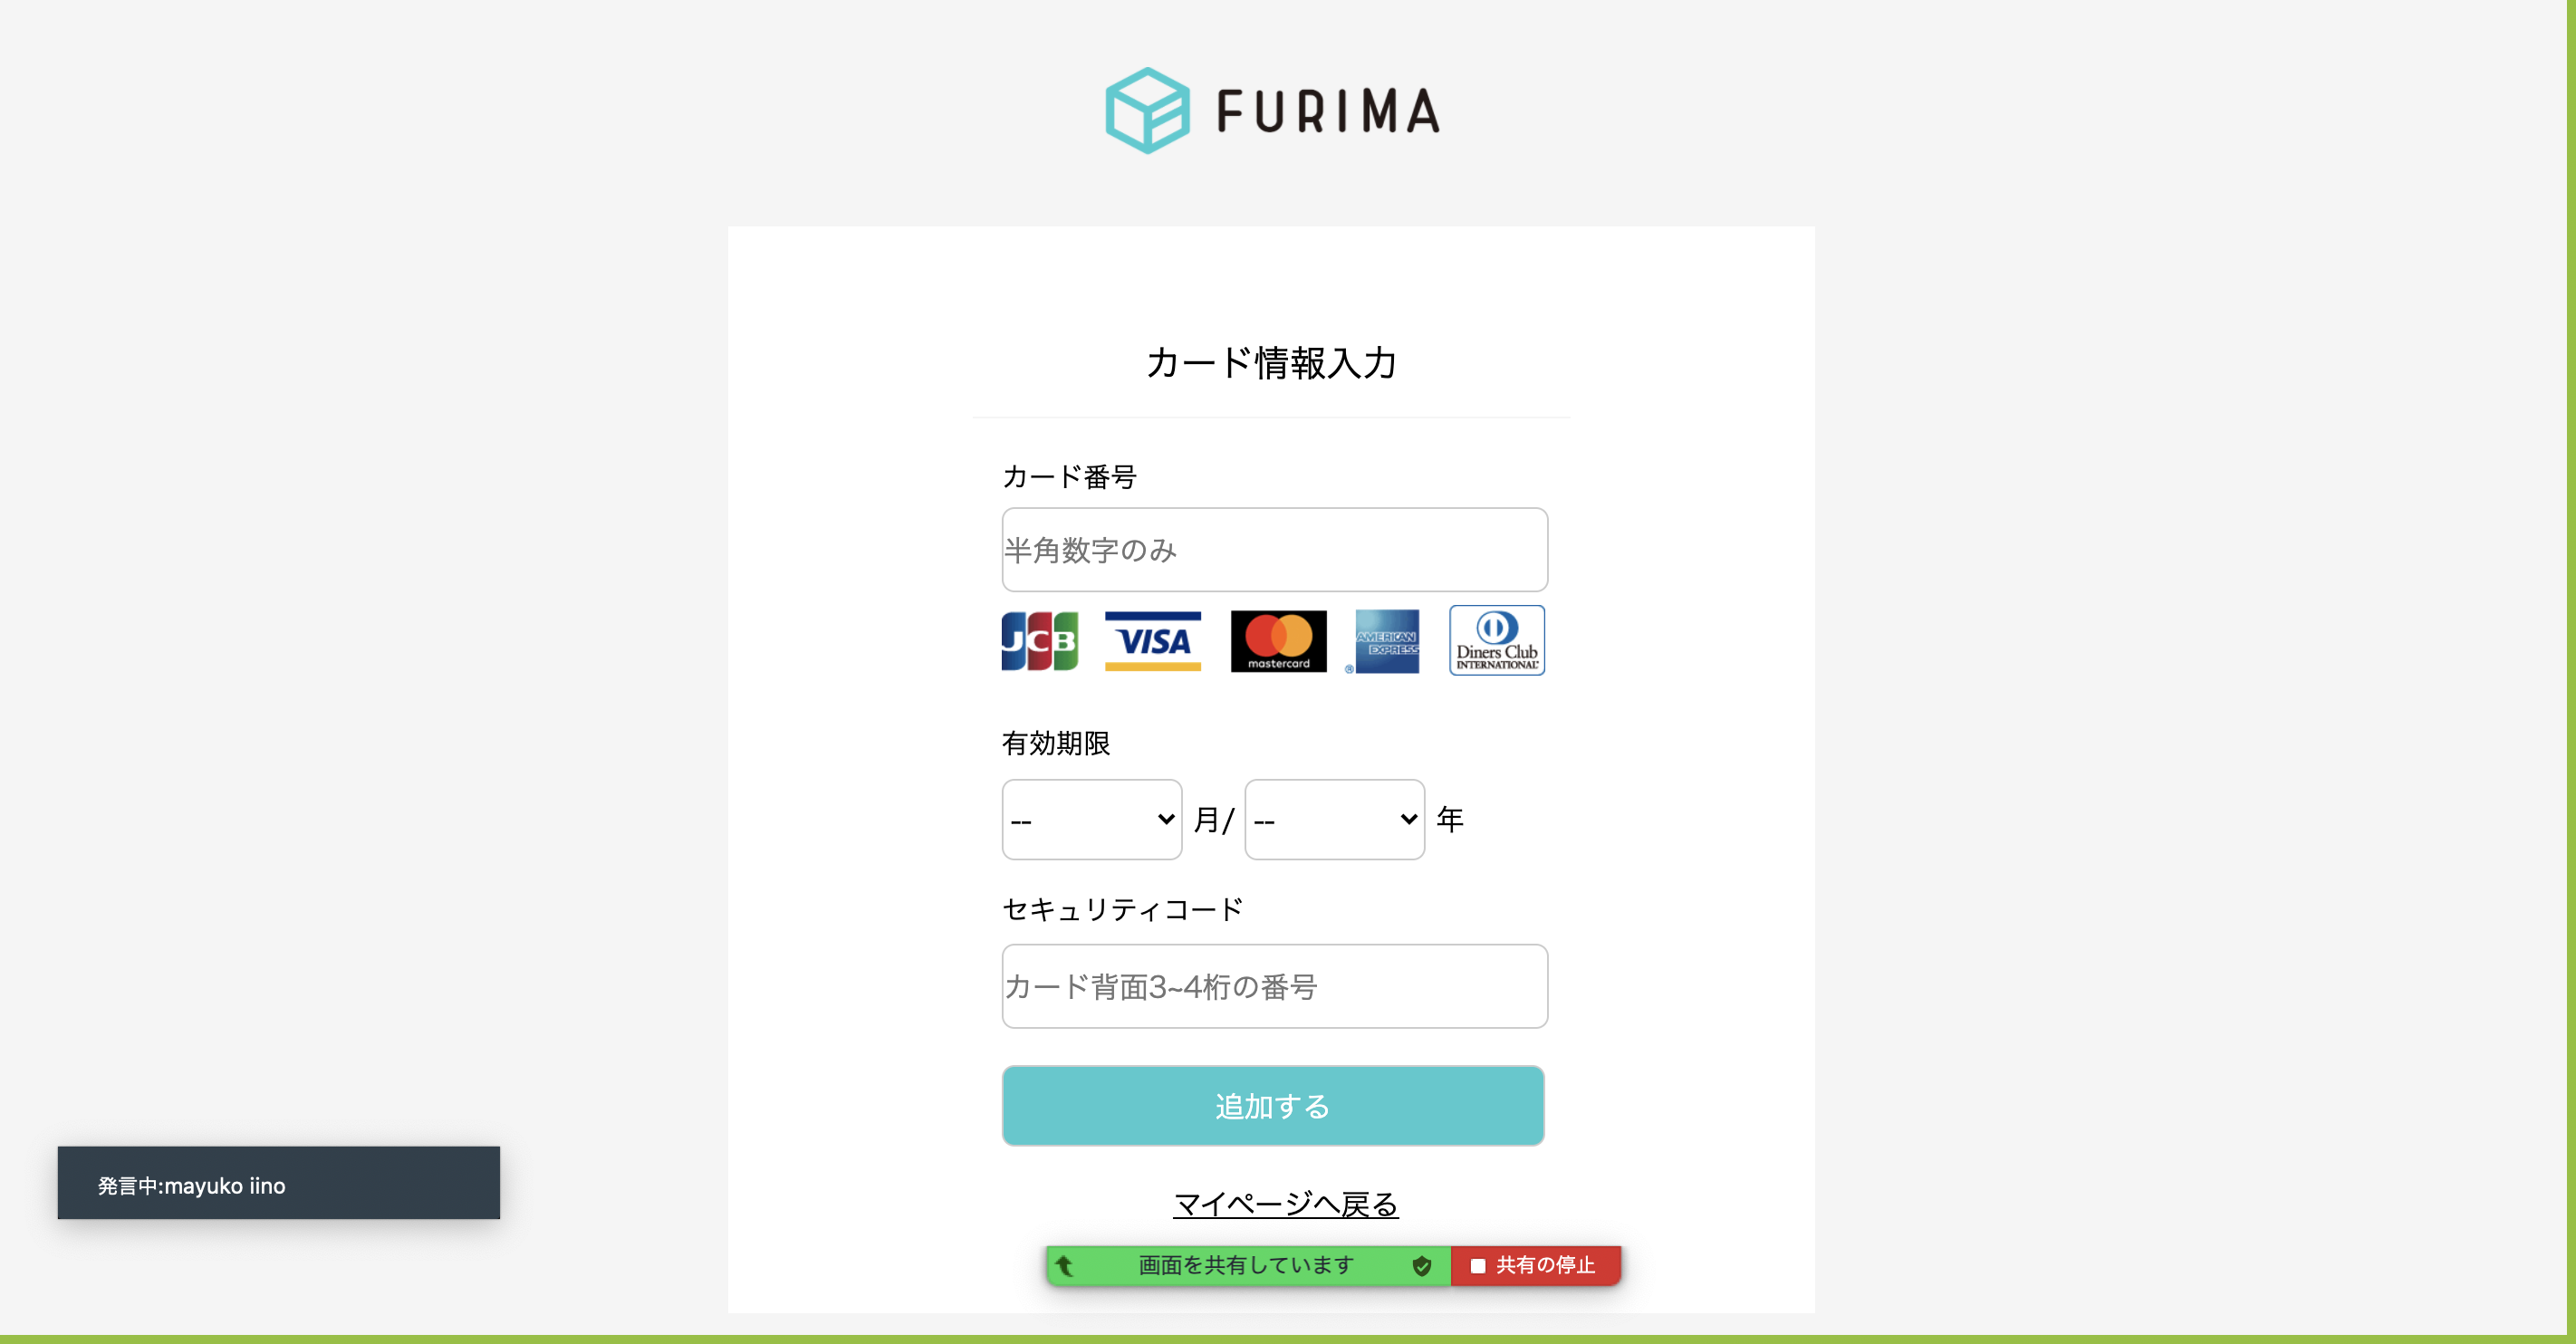 FURIMA
カード情報入力
カード番号
半角数字のみ
JCB VISA mastercard AMERICAN EXPRESS ® Diners Club INTERNATIONAL
有効期限
-- 月/ -- 年
セキュリティコード
カード背面3~4桁の番号
追加する
発言中:mayuko iino
マイページへ戻る
画面を共有しています 共有の停止